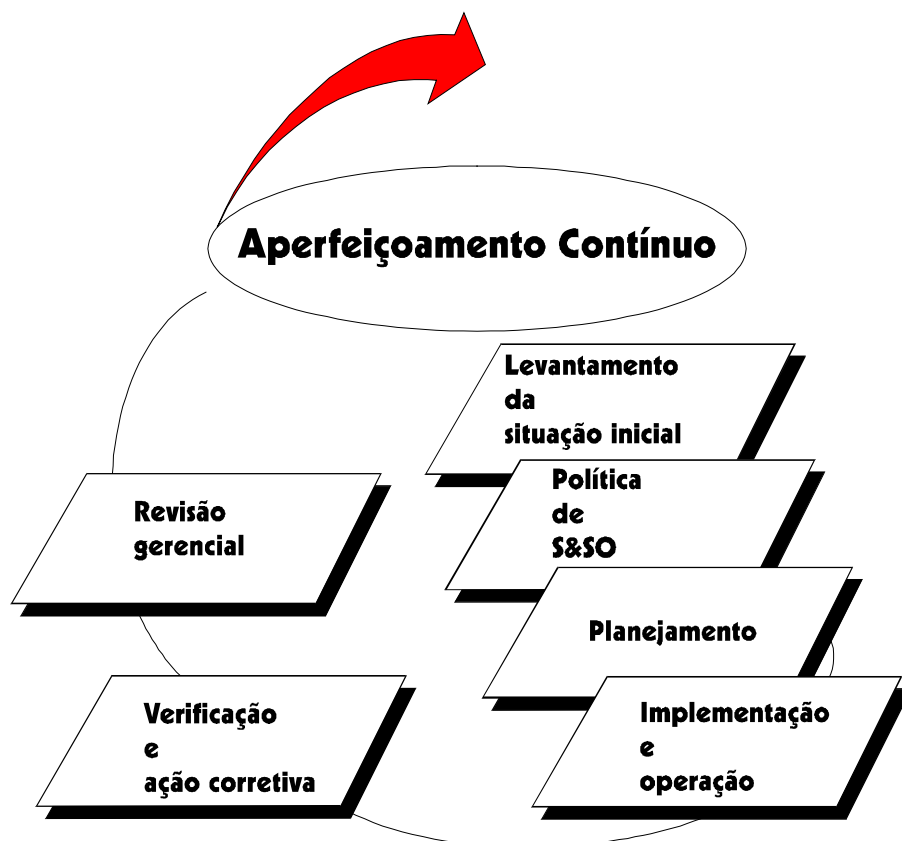 Aperfeiçoamento Contínuo
Levantamento
da
situação inicial
Política
de
S&SO
Planejamento
Implementação
e
operação
Verificação
e
ação corretiva
Revisão
gerencial